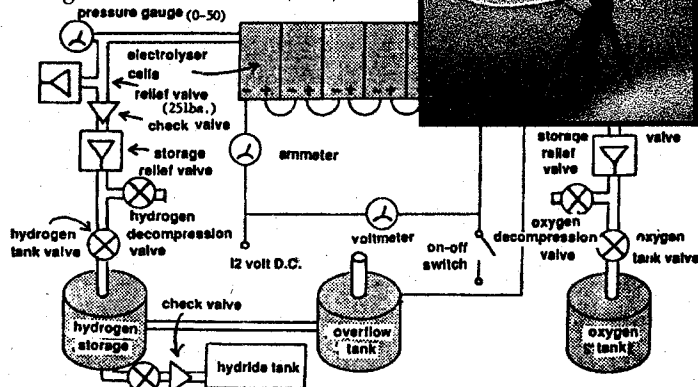 pressure gauge (0-50)
electrolyser
cells
relief valve
(25lbs.)
check valve
storage
relief valve
ammeter
hydrogen
tank valve
hydrogen
decompression
valve
12 volt D.C.
voltmeter
on-off
switch
storage
relief
valve
valve
oxygen
decompression
valve
oxygen
tank valve
check valve
hydrogen
storage
overflow
tank
oxygen
tank
hydride tank